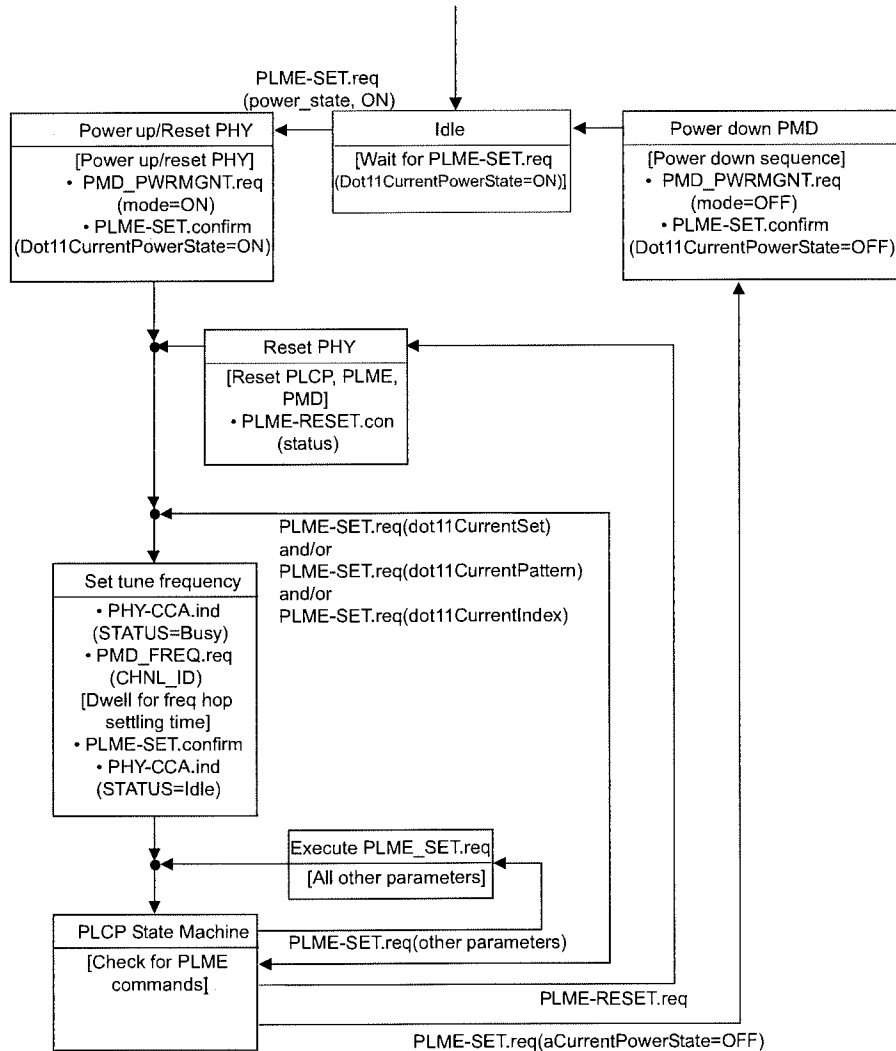 PLME-SET.req
(power_state, ON)
Power up/Reset PHY
[Power up/reset PHY]
• PMD_PWRMGNT.req
(mode=ON)
• PLME-SET.confirm
(Dot11CurrentPowerState=ON)
Idle
[Wait for PLME-SET.req
(Dot11CurrentPowerState=ON)]
Power down PMD
[Power down sequence]
• PMD_PWRMGNT.req
(mode=OFF)
• PLME-SET.confirm
(Dot11CurrentPowerState=OFF)
Reset PHY
[Reset PLCP, PLME,
PMD]
• PLME-RESET.con
(status)
PLME-SET.req(dot11CurrentSet)
and/or
PLME-SET.req(dot11CurrentPattern)
and/or
PLME-SET.req(dot11CurrentIndex)
Set tune frequency
• PHY-CCA.ind
(STATUS=Busy)
• PMD_FREQ.req
(CHNL_ID)
[Dwell for freq hop
settling time]
• PLME-SET.confirm
• PHY-CCA.ind
(STATUS=Idle)
Execute PLME_SET.req
[All other parameters]
PLCP State Machine
[Check for PLME
commands]
PLME-SET.req(other parameters)
PLME-RESET.req
PLME-SET.req(aCurrentPowerState=OFF)